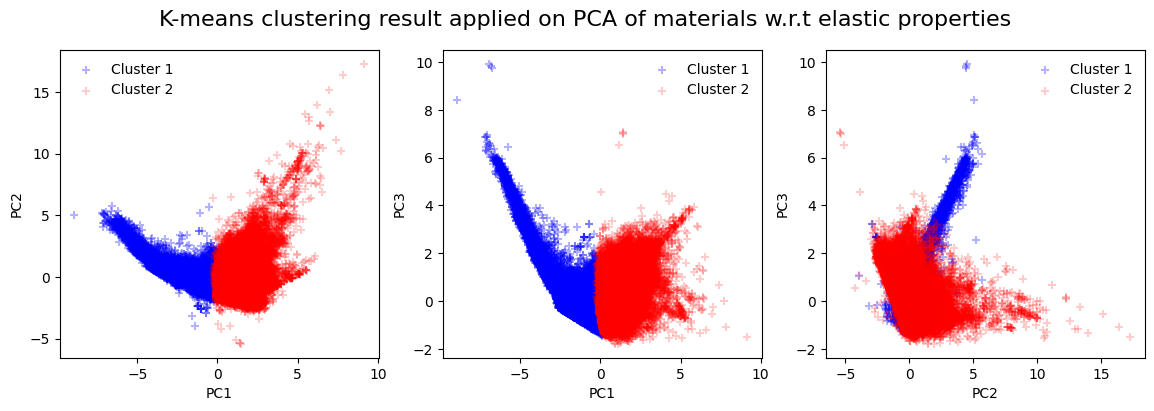 K-means clustering result applied on PCA of materials w.r.t elastic properties
Cluster 1
Cluster 2
15
10
5
0
−5
PC2
−5
0
5
10
PC1
Cluster 1
Cluster 2
10
8
6
4
2
0
−2
PC3
−5
0
5
10
PC1
Cluster 1
Cluster 2
10
8
6
4
2
0
−2
PC3
−5
0
5
10
15
PC2